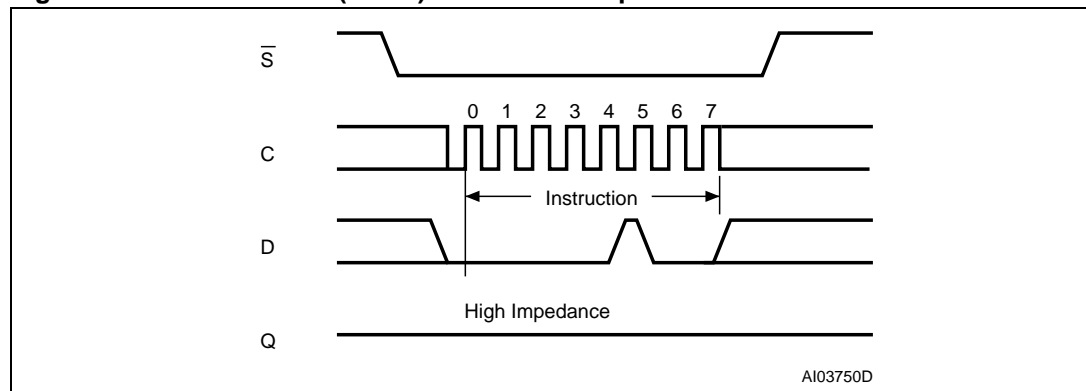 S̅
0 1 2 3 4 5 6 7
C
Instruction
D
High Impedance
Q
AI03750D